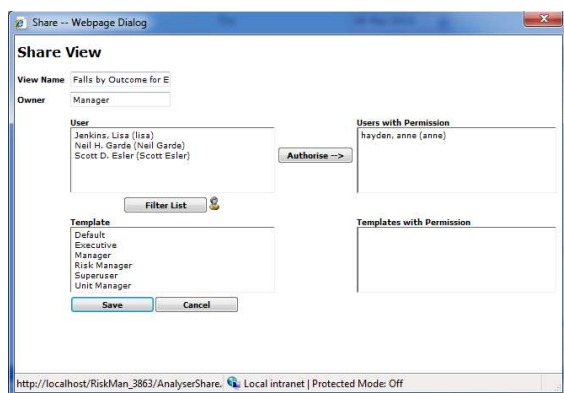 Share -- Webpage Dialog
Share View
View Name Falls by Outcome for E
Owner Manager
User
Jenkins, Lisa (lisa)
Neil H. Garde (Neil Garde)
Scott D. Esler (Scott Esler)
Authorise -->
Users with Permission
hayden, anne (anne)
Filter List
Template
Default
Executive
Manager
Risk Manager
Superuser
Unit Manager
Templates with Permission
Save Cancel
http://localhost/RiskMan_3863/AnalyserShare. Local intranet | Protected Mode: Off